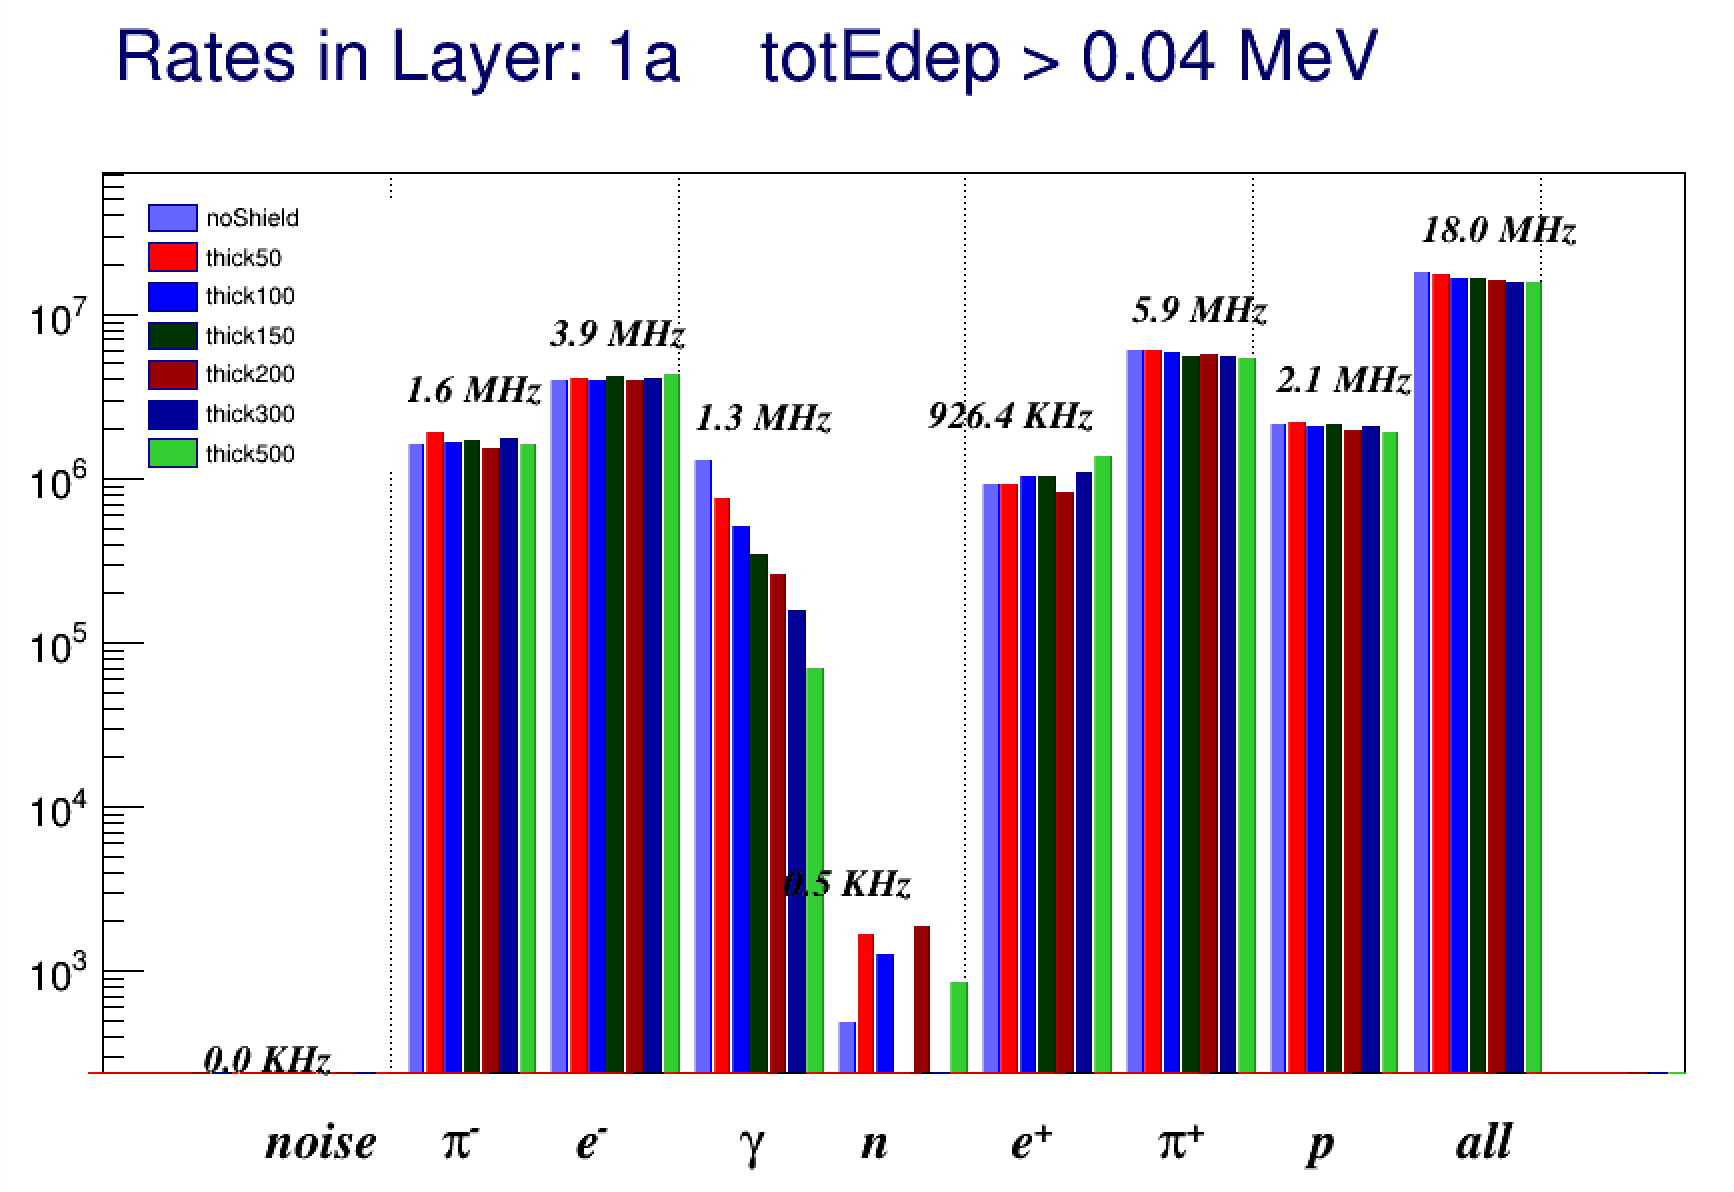 Rates in Layer: 1a totEdep > 0.04 MeV
noShield
thick50
thick100
thick150
thick200
thick300
thick500
10⁷
10⁶
10⁵
10⁴
10³
0.0 KHz
1.6 MHz
3.9 MHz
1.3 MHz
0.5 KHz
926.4 KHz
5.9 MHz
2.1 MHz
18.0 MHz
noise π⁻ e⁻ γ n e⁺ π⁺ p all